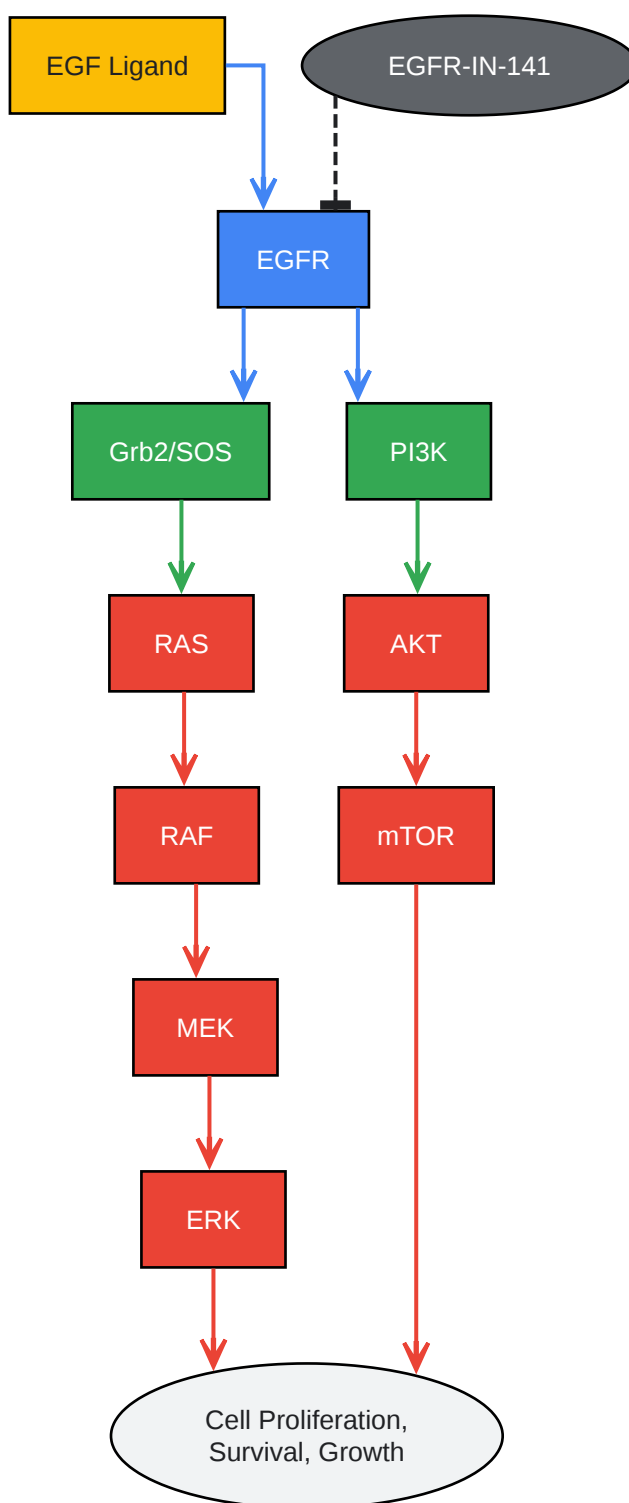 EGF Ligand
EGFR-IN-141
EGFR
Grb2/SOS
PI3K
RAS
AKT
RAF
mTOR
MEK
ERK
Cell Proliferation,
Survival, Growth